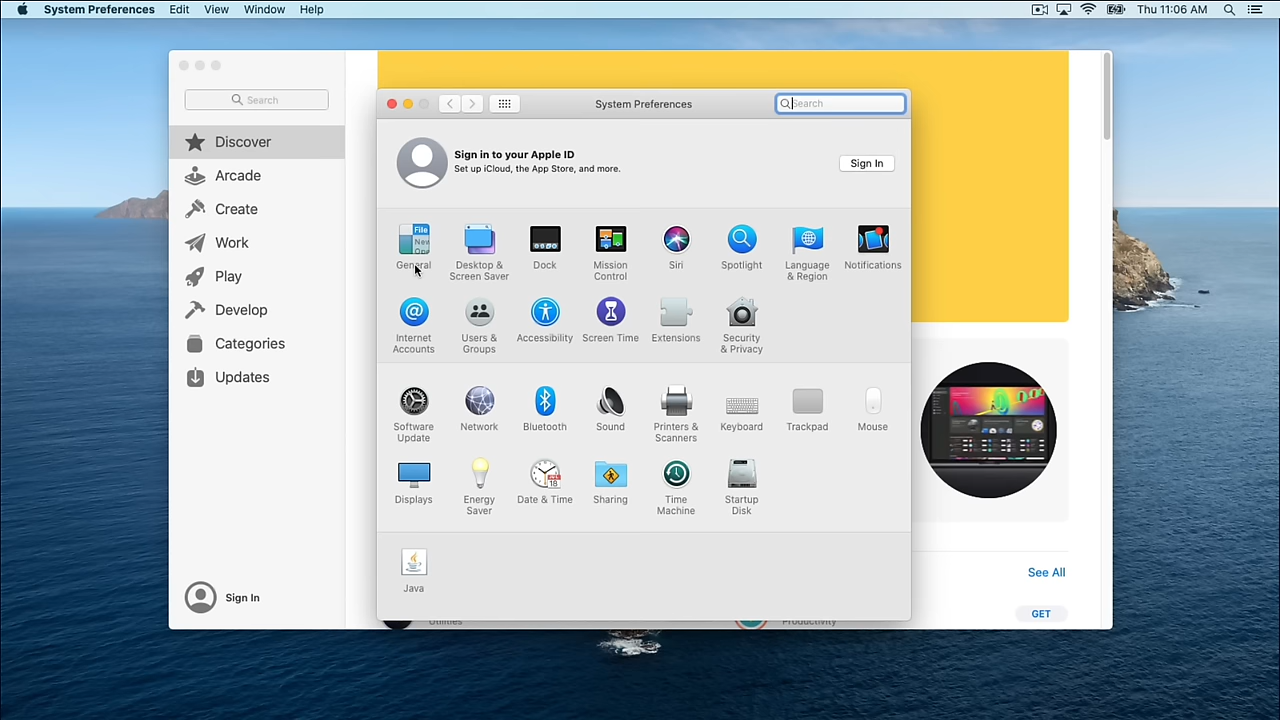 System Preferences Edit View Window Help Thu 11:06 AM
Search
Discover
Arcade
Create
Work
Play
Develop
Categories
Updates
Sign In
System Preferences
Search
Sign in to your Apple ID
Set up iCloud, the App Store, and more.
Sign In
File
New
General
Desktop &
Screen Saver
Dock
Mission
Control
Siri
Spotlight
Language
& Region
Notifications
Internet
Accounts
Users &
Groups
Accessibility
Screen Time
Extensions
Security
& Privacy
Software
Update
Network
Bluetooth
Sound
Printers &
Scanners
Keyboard
Trackpad
Mouse
Displays
Energy
Saver
Date & Time
Sharing
Time
Machine
Startup
Disk
Java
See All
GET
Utilities
Productivity